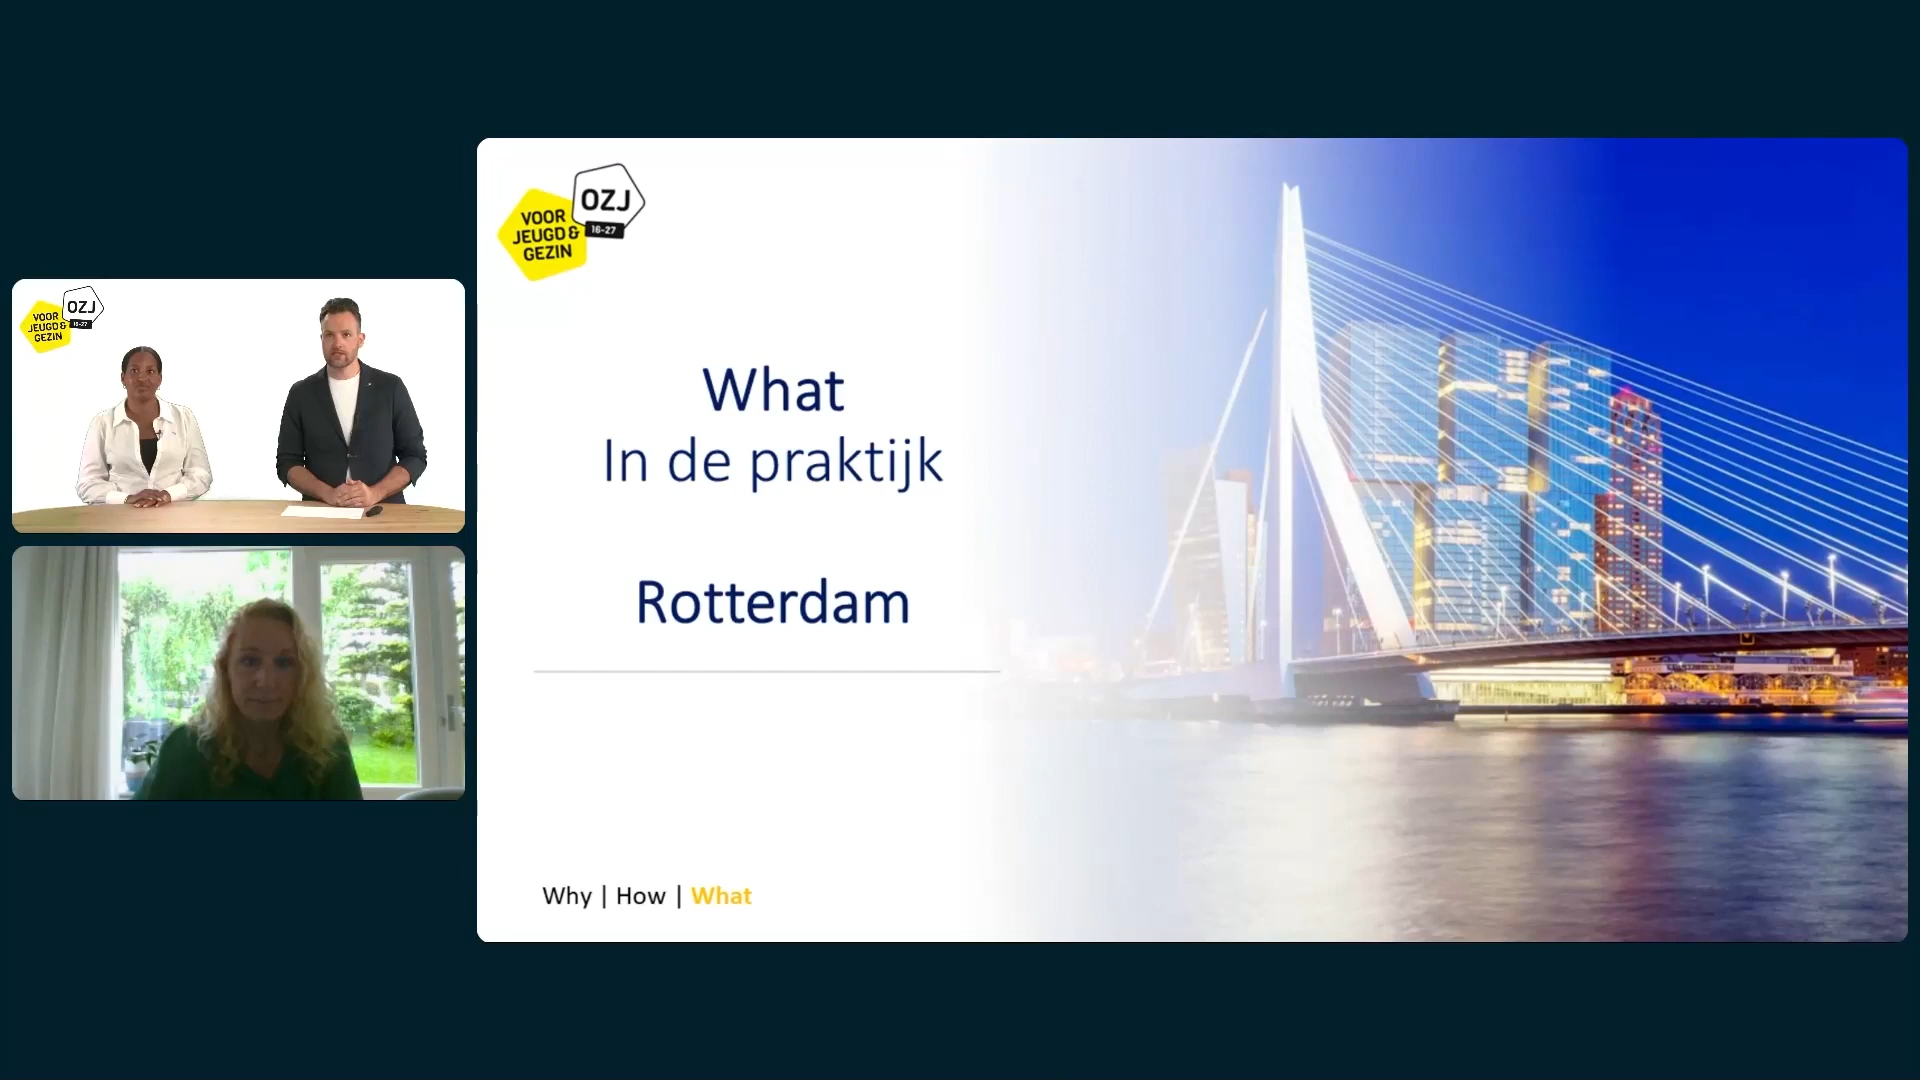 VOOR
JEUGD &
GEZIN
OZJ
16-27
VOOR
JEUGD &
GEZIN
OZJ
16-27
What
In de praktijk
Rotterdam
Why | How | What